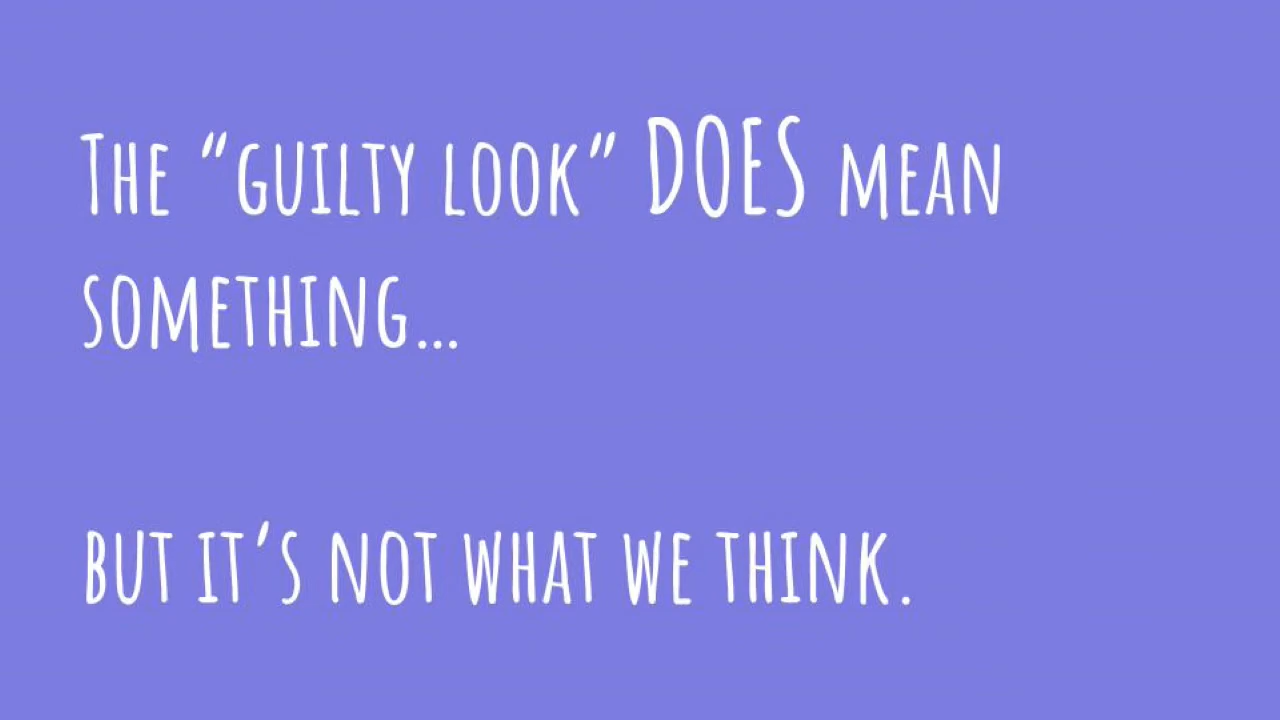 The “guilty look” DOES mean
something…
but it’s not what we think.